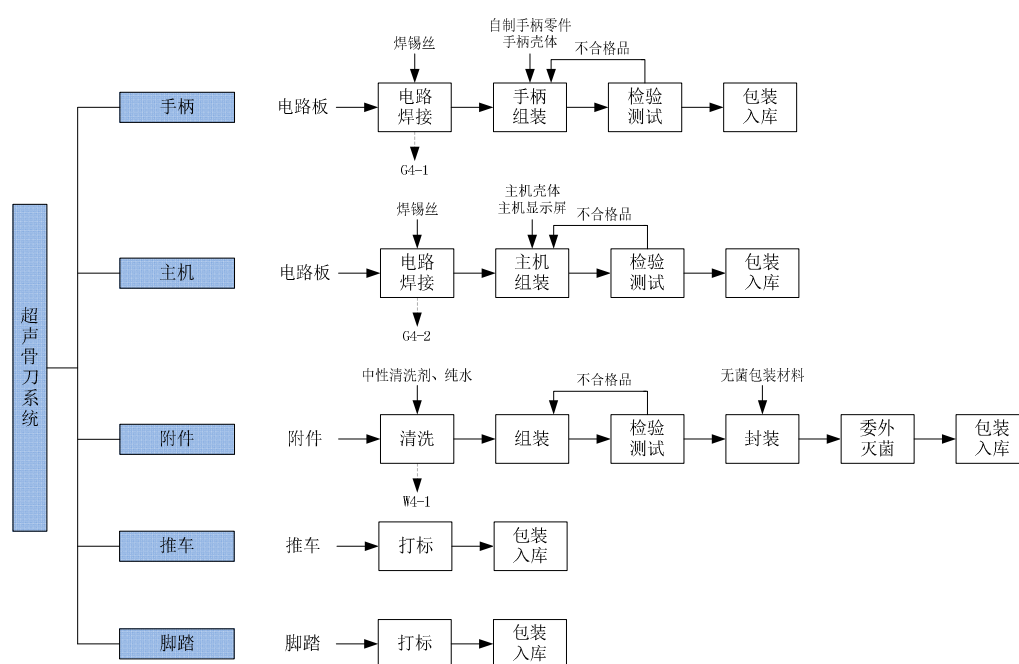 超声骨刀系统
手柄
电路板
焊锡丝
电路
焊接
G4-1
自制手柄零件
手柄壳体
手柄
组装
不合格品
检验
测试
包装
入库
主机
电路板
焊锡丝
电路
焊接
G4-2
主机壳体
主机显示屏
主机
组装
不合格品
检验
测试
包装
入库
附件
附件
中性清洗剂、纯水
清洗
W4-1
组装
不合格品
检验
测试
无菌包装材料
封装
委外
灭菌
包装
入库
推车
推车
打标
包装
入库
脚踏
脚踏
打标
包装
入库